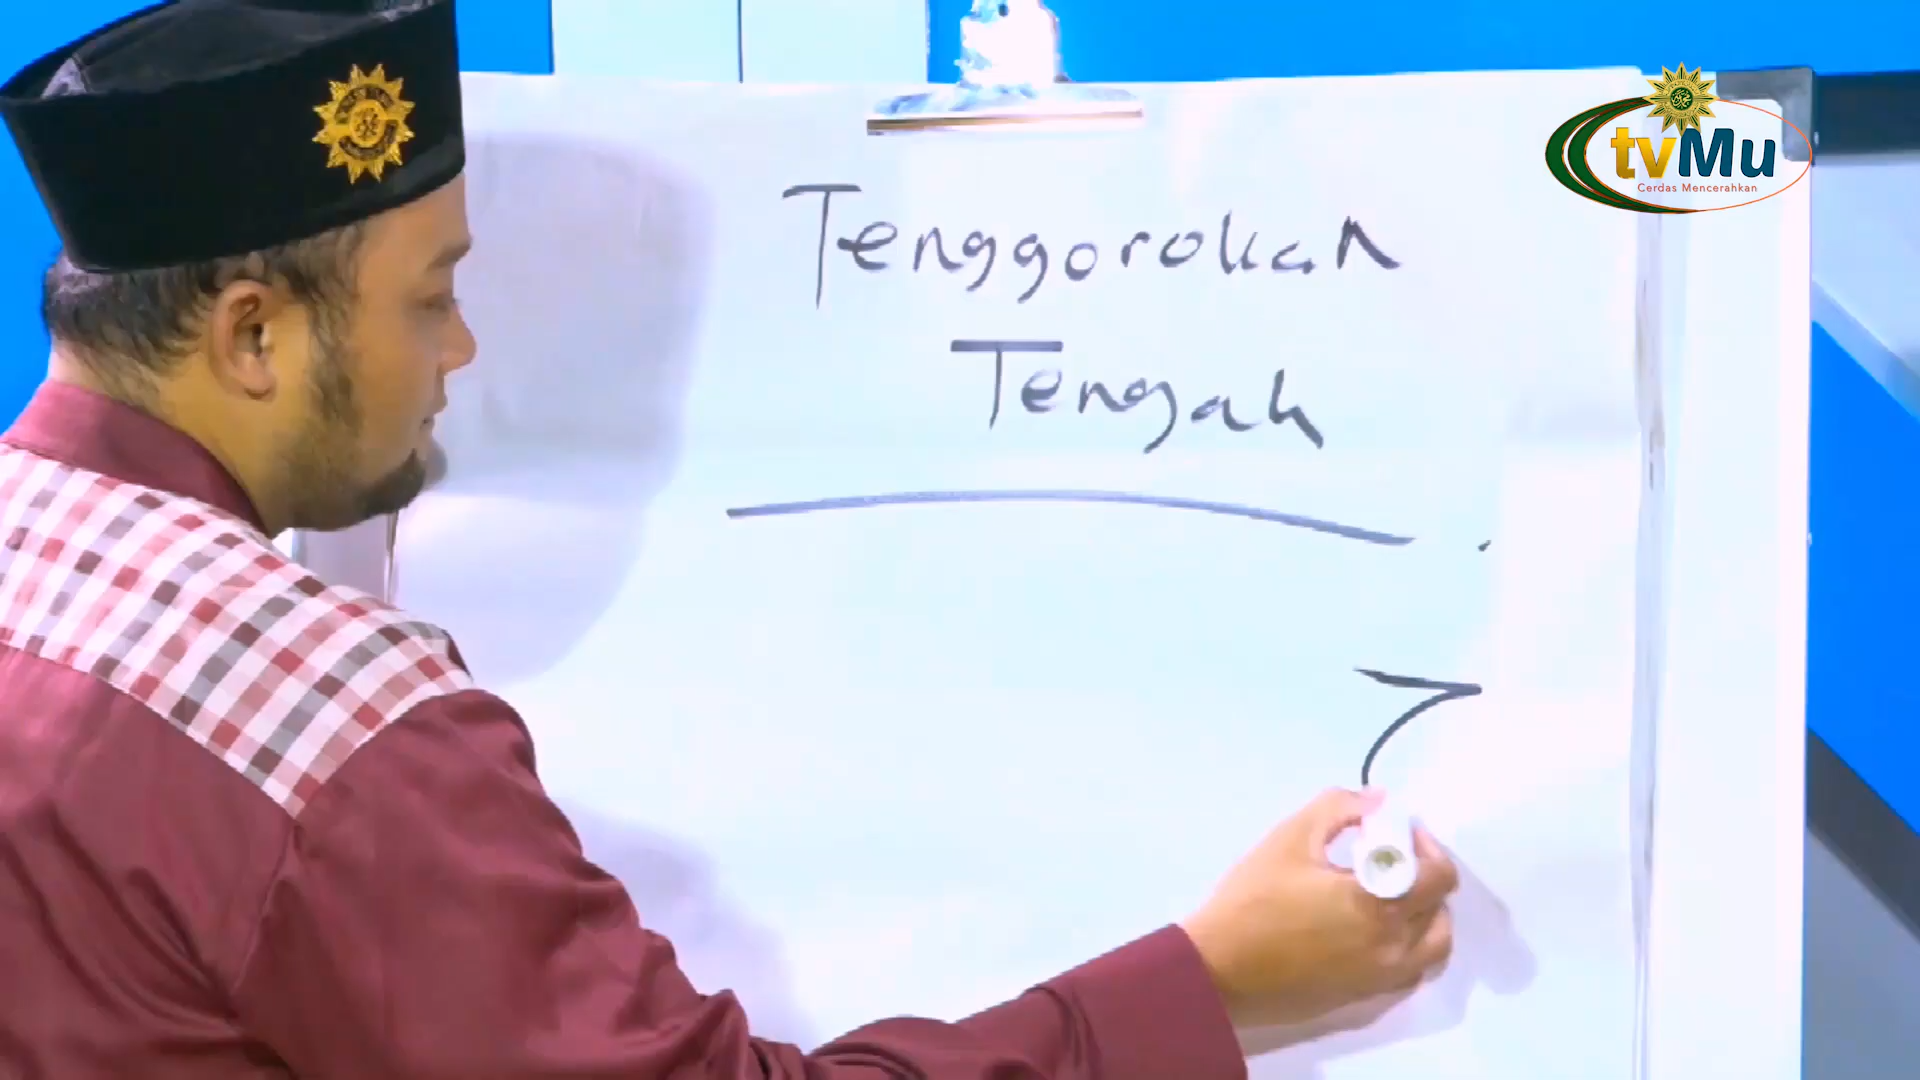 tvMu
Cerdas Mencerahkan
Tenggorokan
Tengah
ح